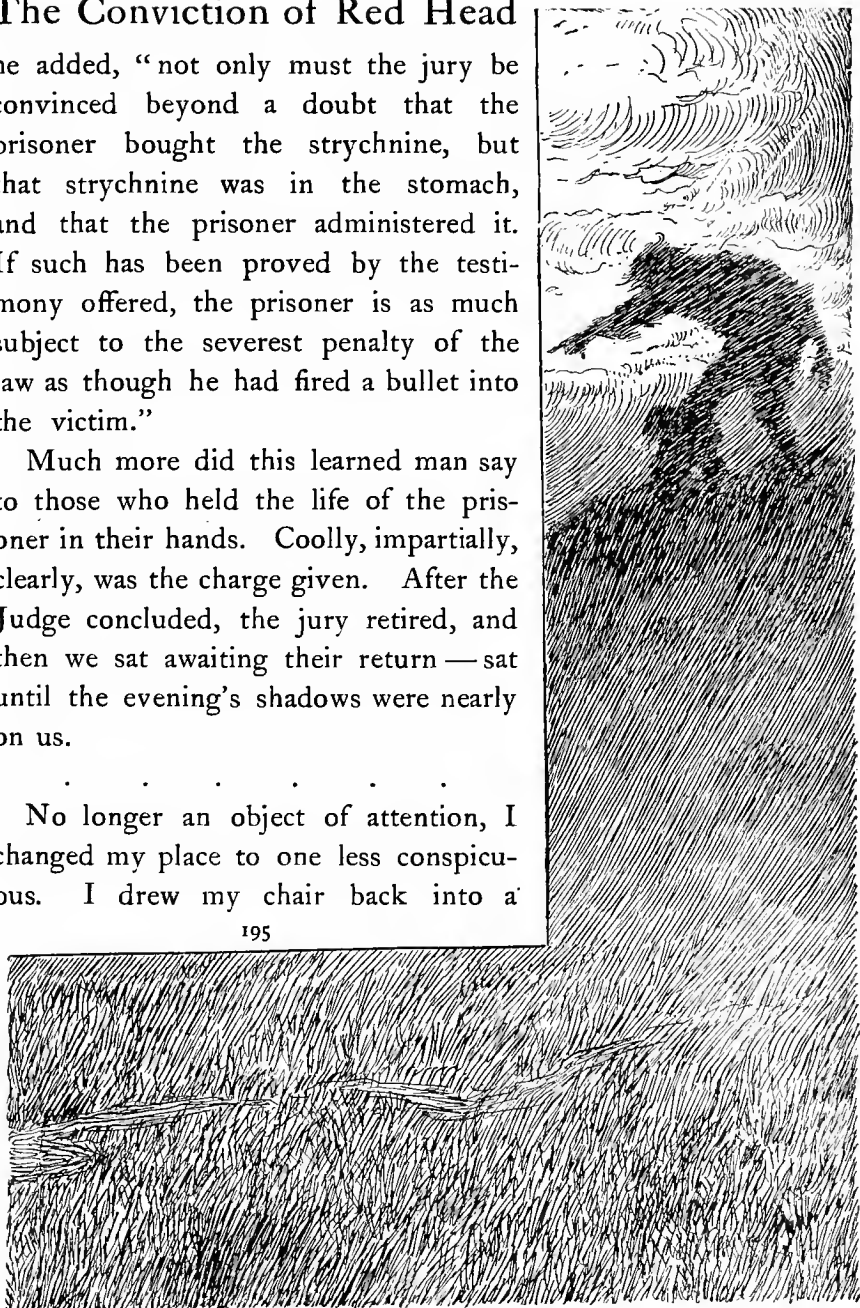 The Conviction of Red Head
he added, “not only must the jury be
convinced beyond a doubt that the
prisoner bought the strychnine, but
that strychnine was in the stomach,
and that the prisoner administered it.
If such has been proved by the testi-
mony offered, the prisoner is as much
subject to the severest penalty of the
law as though he had fired a bullet into
the victim.”
Much more did this learned man say
to those who held the life of the pris-
oner in their hands. Coolly, impartially,
clearly, was the charge given. After the
Judge concluded, the jury retired, and
then we sat awaiting their return — sat
until the evening's shadows were nearly
on us.
. . . . . .
No longer an object of attention, I
changed my place to one less conspicu-
ous. I drew my chair back into a
195